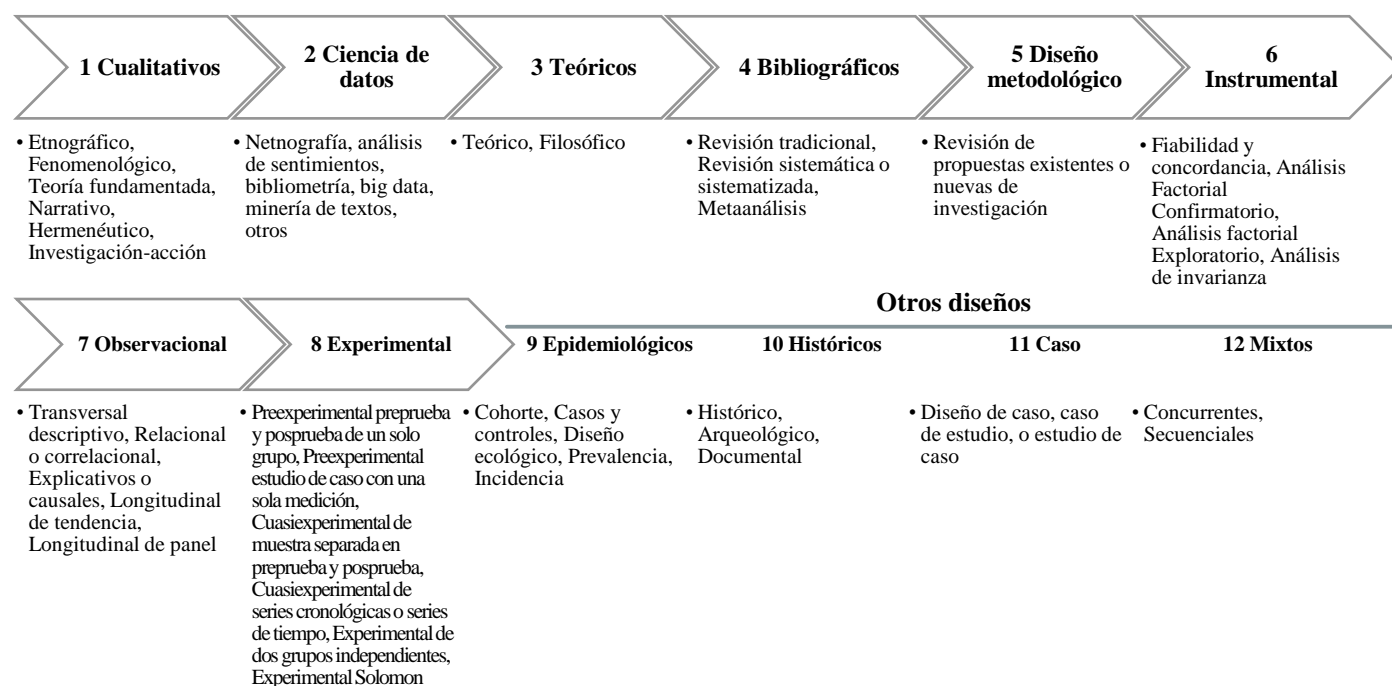 1 Cualitativos
2 Ciencia de
datos
3 Teóricos
4 Bibliográficos
5 Diseño
metodológico
6
Instrumental
• Etnográfico,
Fenomenológico,
Teoría fundamentada,
Narrativo,
Hermenéutico,
Investigación-acción
• Netnografía, análisis
de sentimientos,
bibliometría, big data,
minería de textos,
otros
• Teórico, Filosófico
• Revisión tradicional,
Revisión sistemática o
sistematizada,
Metaanálisis
• Revisión de
propuestas existentes o
nuevas de
investigación
• Fiabilidad y
concordancia, Análisis
Factorial
Confirmatorio,
Análisis factorial
Exploratorio, Análisis
de invarianza
Otros diseños
7 Observacional
8 Experimental
9 Epidemiológicos
10 Históricos
11 Caso
12 Mixtos
• Transversal
descriptivo, Relacional
o correlacional,
Explicativos o
causales, Longitudinal
de tendencia,
Longitudinal de panel
• Preexperimental preprueba
y posprueba de un solo
grupo, Preexperimental
estudio de caso con una
sola medición,
Cuasiexperimental de
muestra separada en
preprueba y posprueba,
Cuasiexperimental de
series cronológicas o series
de tiempo, Experimental de
dos grupos independientes,
Experimental Solomon
• Cohorte, Casos y
controles, Diseño
ecológico, Prevalencia,
Incidencia
• Histórico,
Arqueológico,
Documental
• Diseño de caso, caso
de estudio, o estudio de
caso
• Concurrentes,
Secuenciales